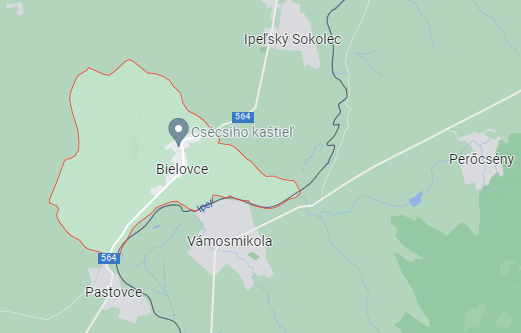 Ipeľský Sokolec
564
Csécsiho kaštieľ
Perőcsény
Bielovce
Ipeľ
Vámosmikola
564
Pastovce